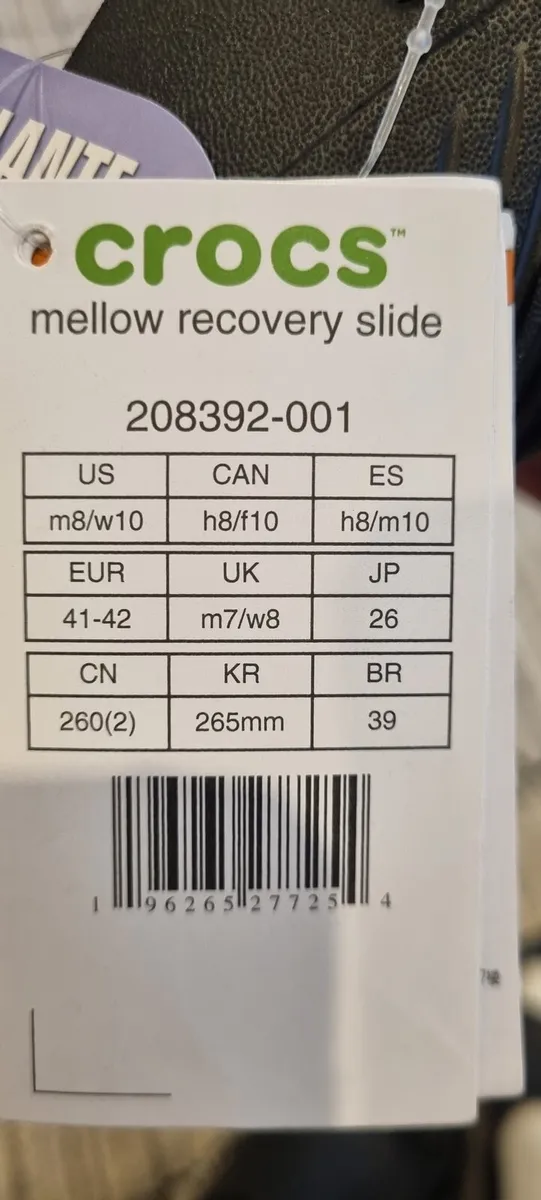 crocs™
mellow recovery slide
208392-001
US CAN ES
m8/w10 h8/f10 h8/m10
EUR UK JP
41-42 m7/w8 26
CN KR BR
260(2) 265mm 39
1 96265 27725 4